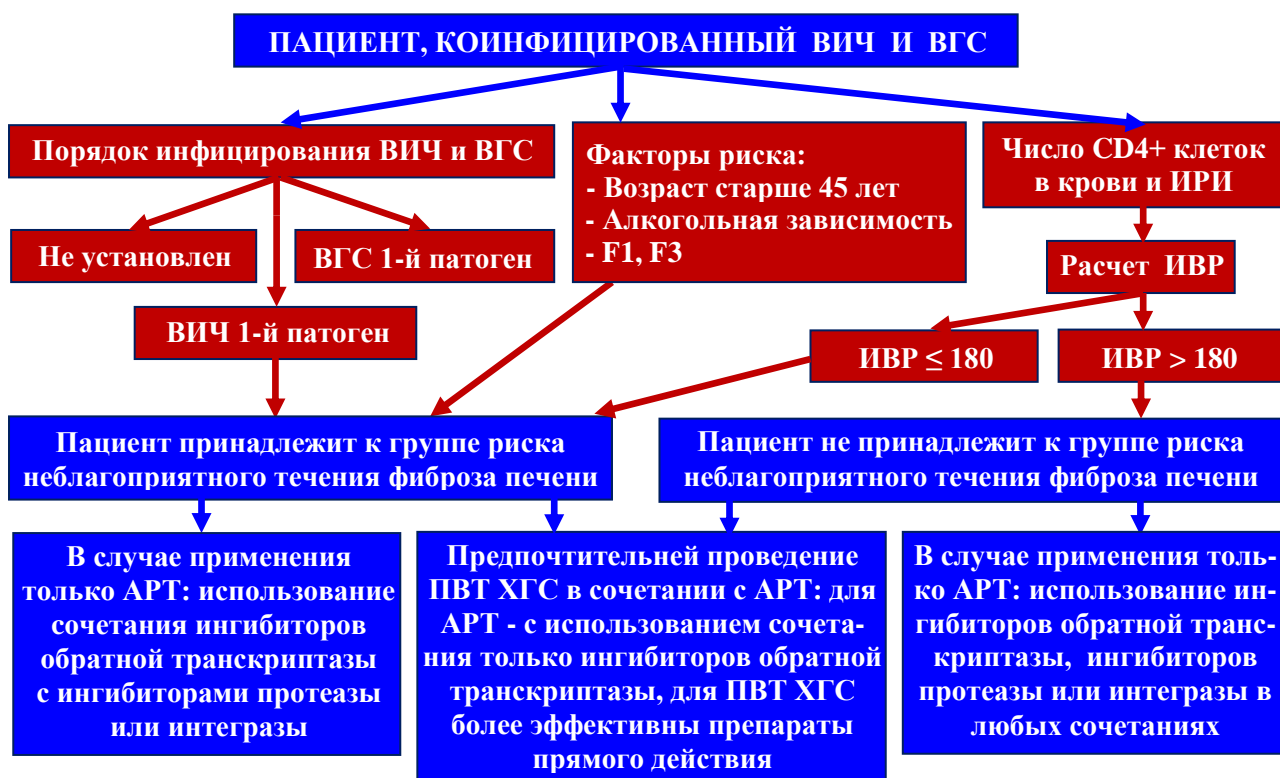 ПАЦИЕНТ, КОИНФИЦИРОВАННЫЙ ВИЧ И ВГС
Порядок инфицирования ВИЧ и ВГС
Не установлен
ВГС 1-й патоген
ВИЧ 1-й патоген
Факторы риска:
- Возраст старше 45 лет
- Алкогольная зависимость
- F1, F3
Число CD4+ клеток
в крови и ИРИ
Расчет ИВР
ИВР ≤ 180
ИВР > 180
Пациент принадлежит к группе риска
неблагоприятного течения фиброза печени
Пациент не принадлежит к группе риска
неблагоприятного течения фиброза печени
В случае применения
только АРТ: использование
сочетания ингибиторов
обратной транскриптазы
с ингибиторами протеазы
или интегразы
Предпочтительней проведение
ПВТ ХГС в сочетании с АРТ: для
АРТ - с использованием сочета-
ния только ингибиторов обратной
транскриптазы, для ПВТ ХГС
более эффективны препараты
прямого действия
В случае применения толь-
ко АРТ: использование ин-
гибиторов обратной транс-
криптазы, ингибиторов
протеазы или интегразы в
любых сочетаниях